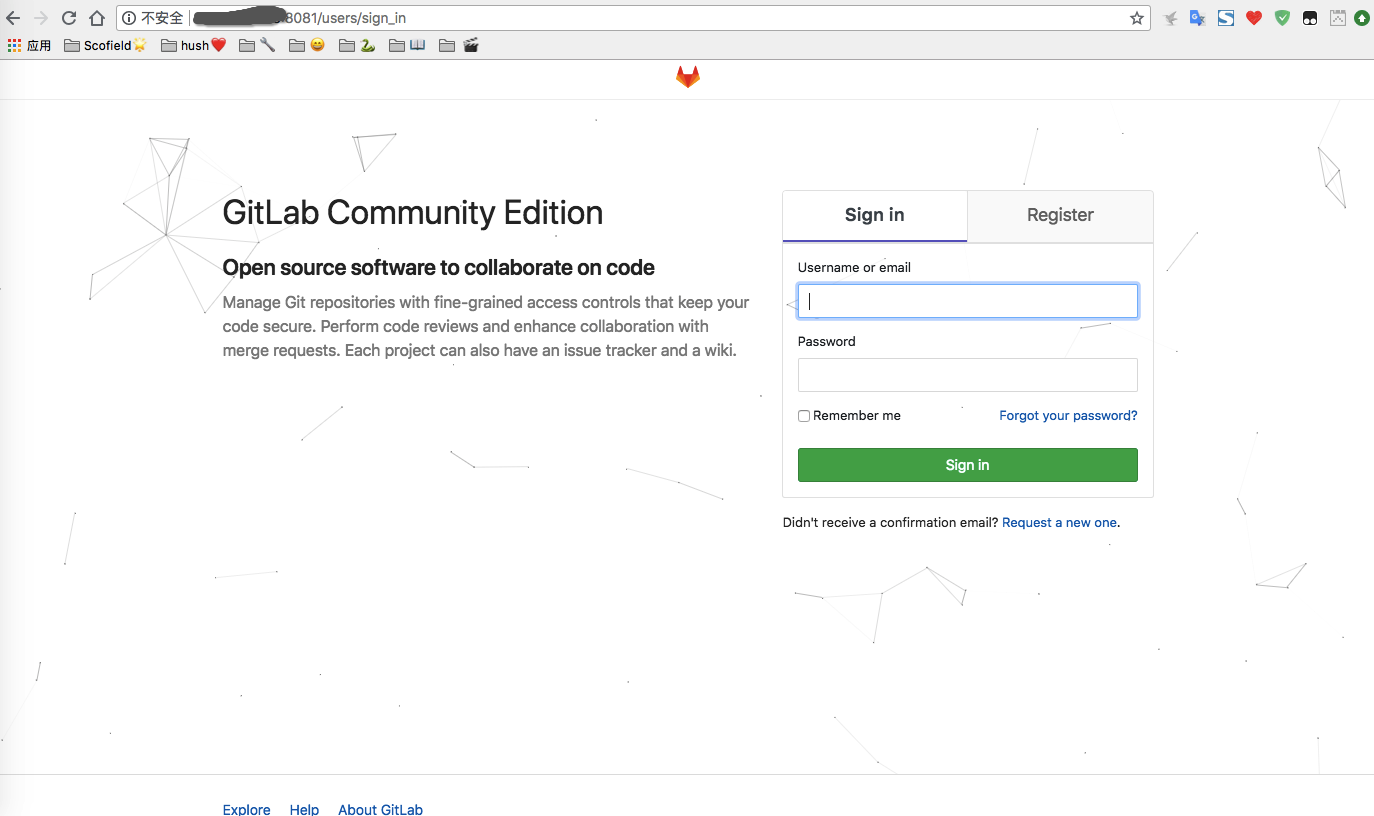 不安全 8081/users/sign_in
应用 Scofield hush
GitLab Community Edition
Open source software to collaborate on code
Manage Git repositories with fine-grained access controls that keep your
code secure. Perform code reviews and enhance collaboration with
merge requests. Each project can also have an issue tracker and a wiki.
Sign in Register
Username or email
Password
Remember me Forgot your password?
Sign in
Didn't receive a confirmation email? Request a new one.
Explore Help About GitLab